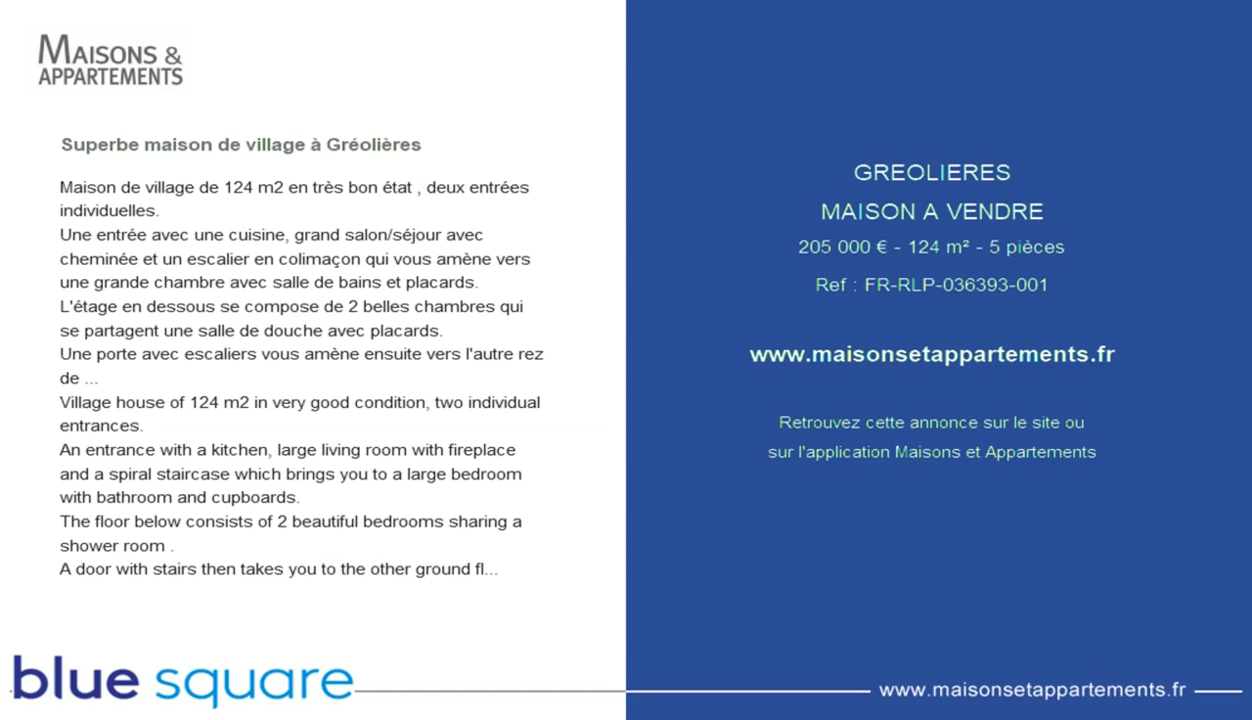 MAISONS &
APPARTEMENTS
Superbe maison de village à Gréolières
Maison de village de 124 m2 en très bon état , deux entrées
individuelles.
Une entrée avec une cuisine, grand salon/séjour avec
cheminée et un escalier en colimaçon qui vous amène vers
une grande chambre avec salle de bains et placards.
L'étage en dessous se compose de 2 belles chambres qui
se partagent une salle de douche avec placards.
Une porte avec escaliers vous amène ensuite vers l'autre rez
de ...
Village house of 124 m2 in very good condition, two individual
entrances.
An entrance with a kitchen, large living room with fireplace
and a spiral staircase which brings you to a large bedroom
with bathroom and cupboards.
The floor below consists of 2 beautiful bedrooms sharing a
shower room .
A door with stairs then takes you to the other ground fl...
blue square
GREOLIERES
MAISON A VENDRE
205 000 € - 124 m² - 5 pièces
Ref : FR-RLP-036393-001
www.maisonsetappartements.fr
Retrouvez cette annonce sur le site ou
sur l'application Maisons et Appartements
www.maisonsetappartements.fr